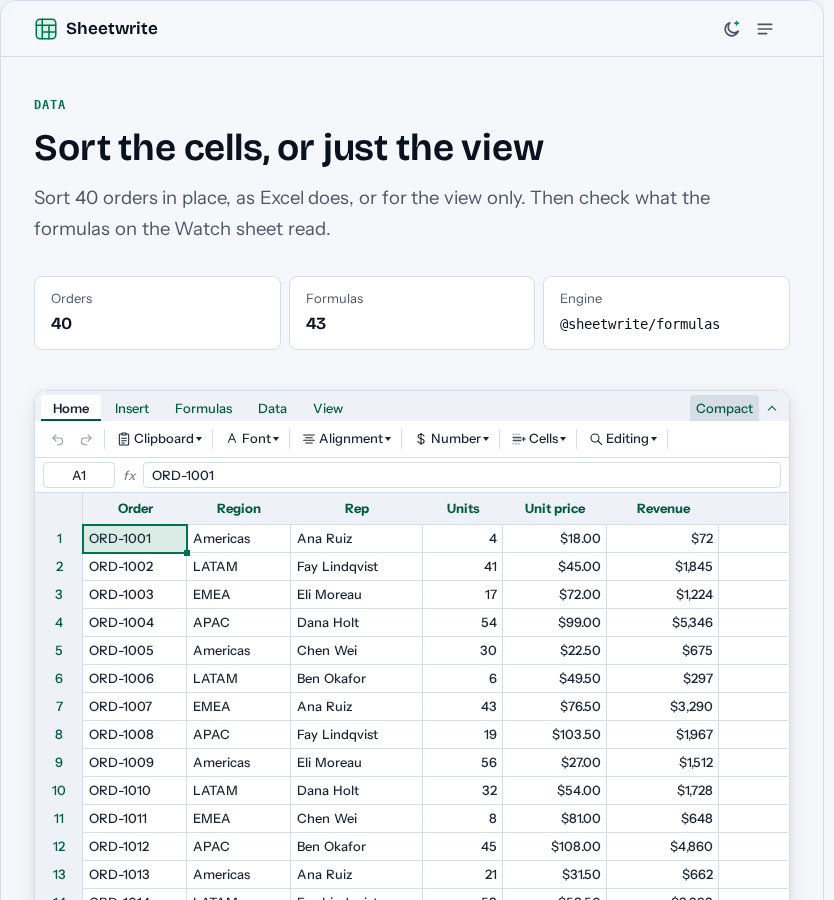 Sheetwrite
DATA
Sort the cells, or just the view
Sort 40 orders in place, as Excel does, or for the view only. Then check what the
formulas on the Watch sheet read.
Orders
40
Formulas
43
Engine
@sheetwrite/formulas
Home Insert Formulas Data View Compact
Clipboard Font Alignment $ Number Cells Editing
A1 fx ORD-1001
Order Region Rep Units Unit price Revenue
1 ORD-1001 Americas Ana Ruiz 4 $18.00 $72
2 ORD-1002 LATAM Fay Lindqvist 41 $45.00 $1,845
3 ORD-1003 EMEA Eli Moreau 17 $72.00 $1,224
4 ORD-1004 APAC Dana Holt 54 $99.00 $5,346
5 ORD-1005 Americas Chen Wei 30 $22.50 $675
6 ORD-1006 LATAM Ben Okafor 6 $49.50 $297
7 ORD-1007 EMEA Ana Ruiz 43 $76.50 $3,290
8 ORD-1008 APAC Fay Lindqvist 19 $103.50 $1,967
9 ORD-1009 Americas Eli Moreau 56 $27.00 $1,512
10 ORD-1010 LATAM Dana Holt 32 $54.00 $1,728
11 ORD-1011 EMEA Chen Wei 8 $81.00 $648
12 ORD-1012 APAC Ben Okafor 45 $108.00 $4,860
13 ORD-1013 Americas Ana Ruiz 21 $31.50 $662